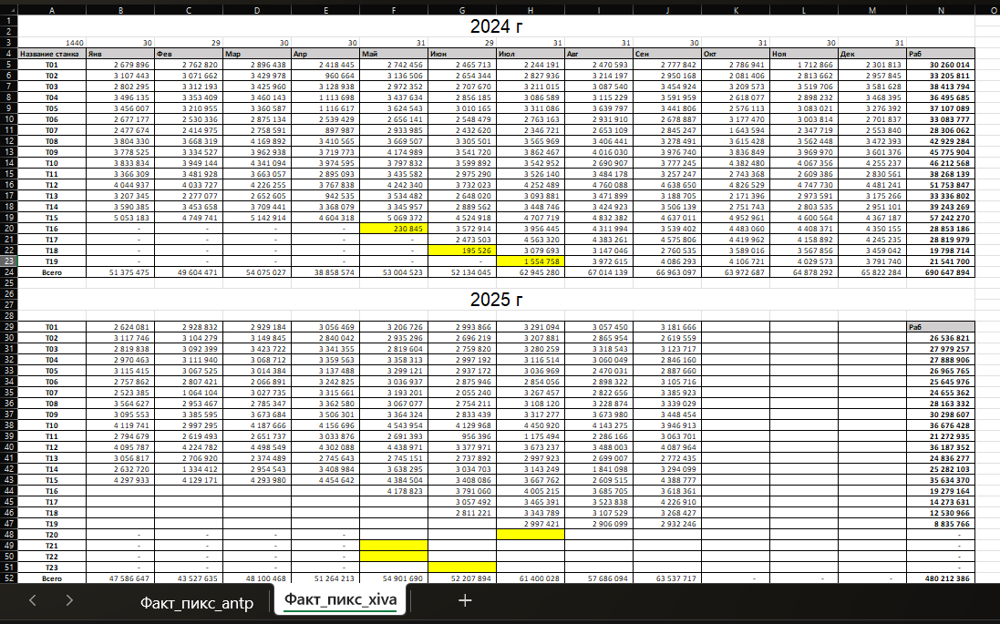 A B C D E F G H I J K L M N O
1 2024 г
2
3 1440 30 29 30 30 31 29 31 31 30 31 30 31
4 Название станка Янв Фев Мар Апр Май Июн Июл Авг Сен Окт Ноя Дек Раб
5 T01 2 679 896 2 762 820 2 896 438 2 418 445 2 742 456 2 465 713 2 244 191 2 470 593 2 777 842 2 786 941 1 712 866 2 301 813 30 260 014
6 T02 3 107 443 3 071 662 3 429 978 960 664 3 136 506 2 654 344 2 827 936 3 214 197 2 950 168 2 081 406 2 813 662 2 957 845 33 205 811
7 T03 2 802 295 3 312 193 3 425 960 3 128 938 2 972 352 2 707 670 3 211 015 3 087 540 3 454 924 3 209 573 3 519 706 3 581 628 38 413 794
8 T04 3 496 135 3 353 409 3 460 143 1 113 698 3 437 634 2 856 185 3 086 589 3 115 229 3 591 959 2 618 077 2 898 232 3 468 395 36 495 685
9 T05 3 456 007 3 210 955 3 360 587 1 116 617 3 624 543 3 010 165 3 311 086 3 639 797 3 441 806 2 576 113 3 083 021 3 276 392 37 107 089
10 T06 2 677 177 2 530 336 2 875 134 2 539 429 2 656 141 2 548 479 2 763 163 2 931 910 2 678 887 3 177 470 3 003 814 2 701 837 33 083 777
11 T07 2 477 674 2 414 975 2 758 591 897 987 2 933 985 2 432 620 2 346 721 2 653 109 2 845 247 1 643 594 2 347 719 2 553 840 28 306 062
12 T08 3 804 330 3 668 319 4 169 892 3 410 565 3 669 507 3 305 501 3 565 969 3 406 441 3 278 491 3 615 428 3 562 448 3 472 393 42 929 284
13 T09 3 778 525 3 334 527 3 962 938 3 719 773 4 174 989 3 541 720 3 862 467 4 016 030 3 976 740 3 836 849 3 969 970 3 601 376 45 775 904
14 T10 3 833 834 3 949 144 4 341 094 3 974 595 3 797 832 3 599 892 3 542 952 2 690 907 3 777 245 4 382 480 4 067 356 4 255 237 46 212 568
15 T11 3 366 309 3 481 928 3 663 057 2 895 093 3 435 582 2 975 290 3 526 140 3 484 178 3 257 247 2 743 368 2 609 386 2 830 561 38 268 139
16 T12 4 044 937 4 033 727 4 226 255 3 767 838 4 242 340 3 732 023 4 252 489 4 760 088 4 638 650 4 826 529 4 747 730 4 481 241 51 753 847
17 T13 3 207 345 2 277 077 2 652 605 942 535 3 534 482 2 648 020 3 093 881 3 471 899 3 188 705 2 171 396 2 973 591 3 175 266 33 336 802
18 T14 3 590 385 3 453 658 3 709 441 3 368 079 3 345 957 2 889 562 3 448 746 3 424 923 3 506 139 2 751 743 2 803 535 2 951 101 39 243 269
19 T15 5 053 183 4 749 741 5 142 914 4 604 318 5 069 372 4 524 918 4 707 719 4 832 382 4 637 011 4 952 961 4 600 564 4 367 187 57 242 270
20 T16 - - - - 230 845 3 572 914 3 956 445 4 311 994 3 539 402 4 483 060 4 408 371 4 350 155 28 853 186
21 T17 - - - - - 2 473 503 4 563 320 4 383 261 4 575 806 4 419 962 4 158 892 4 245 235 28 819 979
22 T18 - - - - - 195 526 3 079 693 3 147 046 2 760 535 3 589 016 3 567 856 3 459 042 19 798 714
23 T19 - - - - - - 1 554 758 3 972 615 4 086 293 4 106 721 4 029 573 3 791 740 21 541 700
24 Всего 51 375 475 49 604 471 54 075 027 38 858 574 53 004 523 52 134 045 62 945 280 67 014 139 66 963 097 63 972 687 64 878 292 65 822 284 690 647 894
25
26 2025 г
27
28
29 T01 2 624 081 2 928 832 2 929 184 3 056 469 3 206 726 2 993 866 3 291 094 3 057 450 3 181 666 Раб
30 T02 3 117 746 3 104 279 3 149 845 2 840 042 2 935 296 2 696 219 3 207 881 2 865 954 2 619 559 26 536 821
31 T03 2 819 838 3 092 399 3 423 722 3 341 355 2 819 604 2 759 820 3 280 259 3 318 543 3 123 717 27 979 257
32 T04 2 970 463 3 111 940 3 068 712 3 359 563 3 358 313 2 997 192 3 116 514 3 060 049 2 846 160 27 888 906
33 T05 3 115 415 3 067 525 3 014 384 3 137 488 3 299 121 2 937 172 3 036 969 2 470 031 2 887 660 26 965 765
34 T06 2 757 862 2 807 421 2 066 891 3 242 825 3 036 937 2 875 946 2 854 056 2 898 322 3 105 716 25 645 976
35 T07 2 523 385 1 064 104 3 027 735 3 315 661 3 193 201 2 055 240 3 267 457 2 822 656 3 385 923 24 655 362
36 T08 3 564 627 2 953 467 2 785 347 3 362 580 3 067 077 2 754 211 3 108 120 3 228 874 3 339 029 28 163 332
37 T09 3 095 553 3 385 595 3 673 684 3 506 301 3 364 324 2 833 439 3 317 277 3 673 980 3 448 454 30 298 607
38 T10 4 119 741 2 997 295 4 187 666 4 156 696 4 543 954 4 129 968 4 450 920 4 143 275 3 946 913 36 676 428
39 T11 2 794 679 2 619 493 2 651 737 3 033 876 2 691 393 956 396 1 175 494 2 286 166 3 063 701 21 272 935
40 T12 4 095 787 4 224 782 4 498 549 4 302 088 4 438 971 3 377 971 3 673 237 3 488 003 4 087 964 36 187 352
41 T13 3 056 817 2 706 920 2 374 489 2 745 643 2 745 151 2 737 892 2 997 923 2 699 007 2 772 435 24 836 277
42 T14 2 632 720 1 334 412 2 954 543 3 408 984 3 638 295 3 034 703 3 143 249 1 841 098 3 294 099 25 282 103
43 T15 4 297 933 4 129 171 4 293 980 4 454 642 4 384 504 3 408 086 3 667 762 2 609 515 4 388 777 35 634 370
44 T16 4 178 823 3 791 060 4 005 215 3 685 705 3 618 361 19 279 164
45 T17 3 057 492 3 465 391 3 523 838 4 226 910 14 273 631
46 T18 2 811 221 3 343 789 3 107 529 3 268 427 12 530 966
47 T19 2 997 421 2 906 099 2 932 246 8 835 766
48 T20 - - - - -
49 T21 - - - - -
50 T22 - - - - -
51 T23 - - - - -
52 Всего 47 586 647 43 527 635 48 100 468 51 264 213 54 901 690 52 207 894 61 400 028 57 686 094 63 537 717 - - - 480 212 386
Факт_пикс_antp Факт_пикс_xiva +